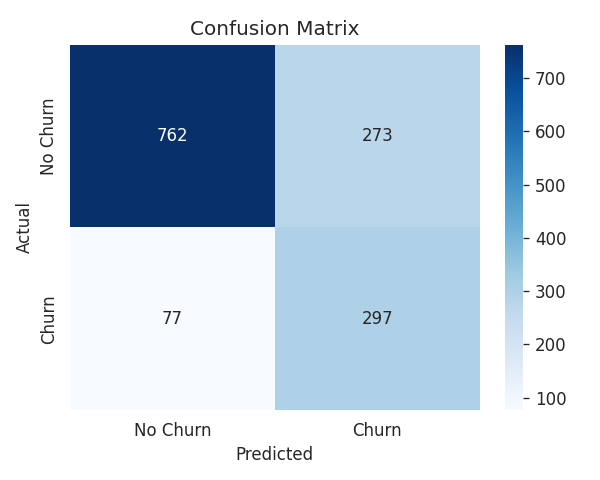 Confusion Matrix
No Churn
Churn
Actual
762
273
77
297
No Churn
Churn
Predicted
700
600
500
400
300
200
100